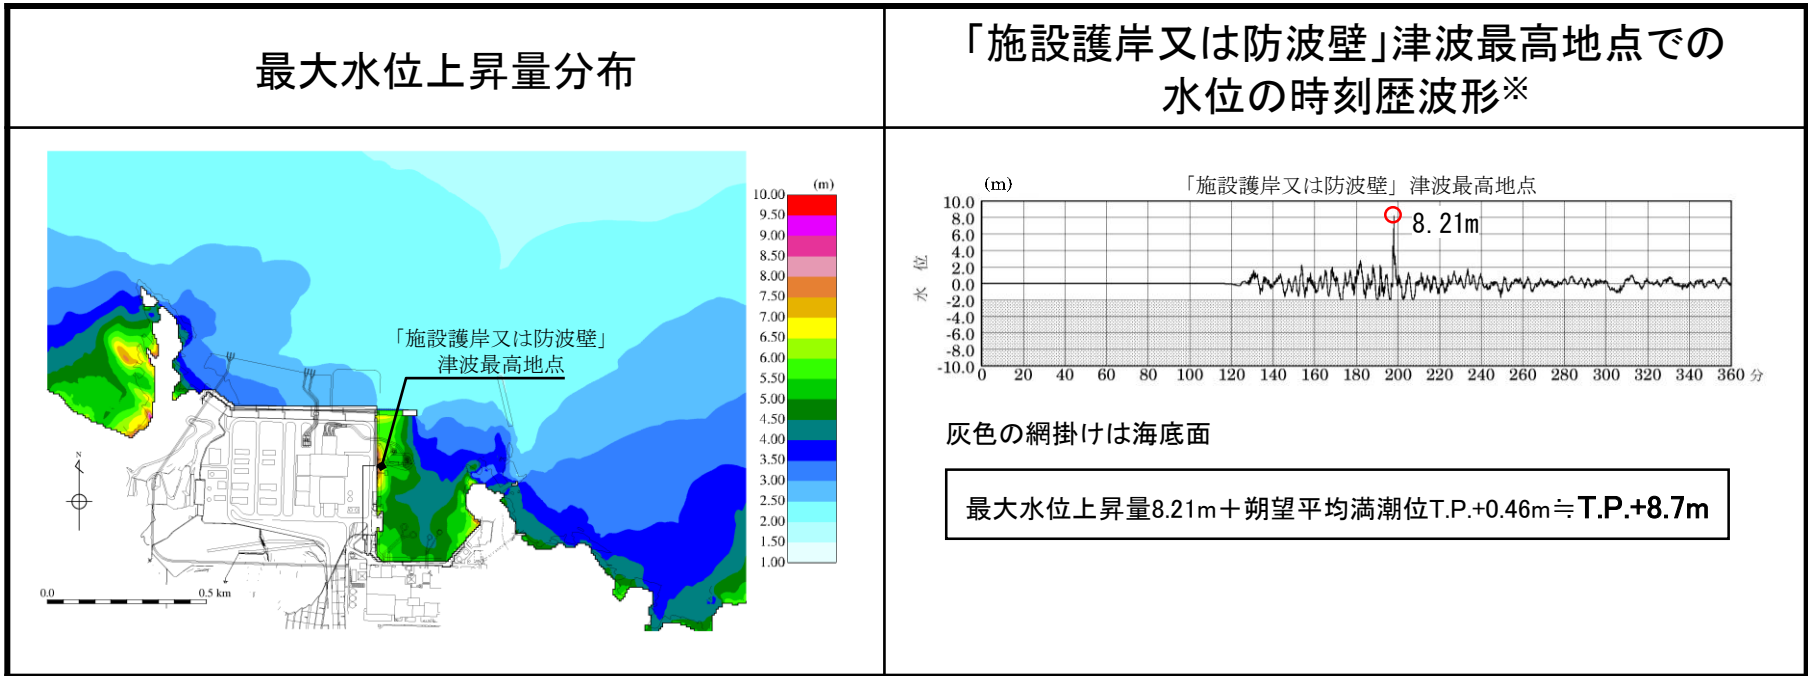 最大水位上昇量分布
「施設護岸又は防波壁」津波最高地点での
水位の時刻歴波形※
(m)
10.00
9.50
9.00
8.50
8.00
7.50
7.00
6.50
6.00
5.50
5.00
4.50
4.00
3.50
3.00
2.50
2.00
1.50
1.00
「施設護岸又は防波壁」
津波最高地点
N
0.0
0.5 km
(m)
「施設護岸又は防波壁」津波最高地点
10.0
8.0
6.0
4.0
2.0
0.0
-2.0
-4.0
-6.0
-8.0
-10.0
水位
8.21m
0 20 40 60 80 100 120 140 160 180 200 220 240 260 280 300 320 340 360 分
灰色の網掛けは海底面
最大水位上昇量8.21m＋朔望平均満潮位T.P.+0.46m≒T.P.+8.7m